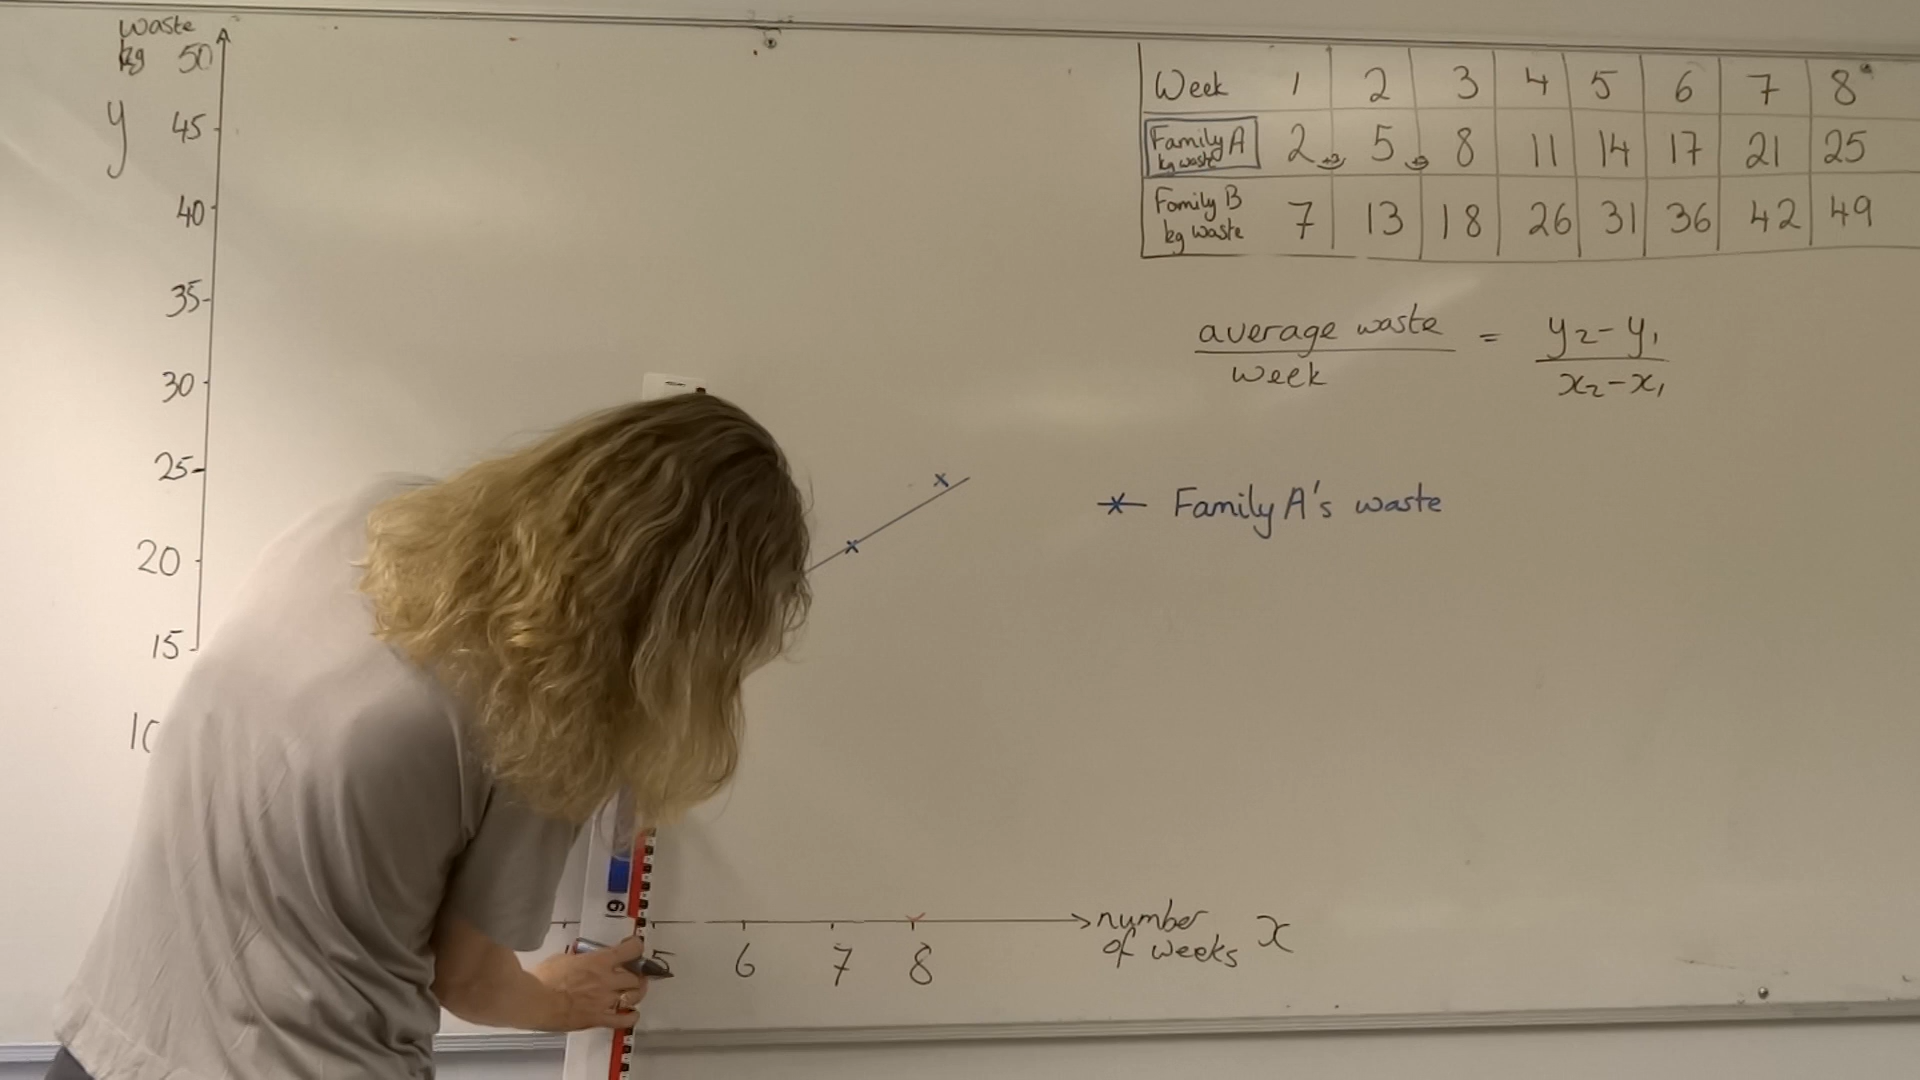 waste
kg 50
y 45
40
35
30
25
20
15
Week 1 2 3 4 5 6 7 8
Family A 2 5 8 11 14 17 21 25
kg waste
Family B 7 13 18 26 31 36 42 49
kg waste
average waste = y₂-y₁
week x₂-x₁
Family A's waste
5 6 7 8
number
of weeks x